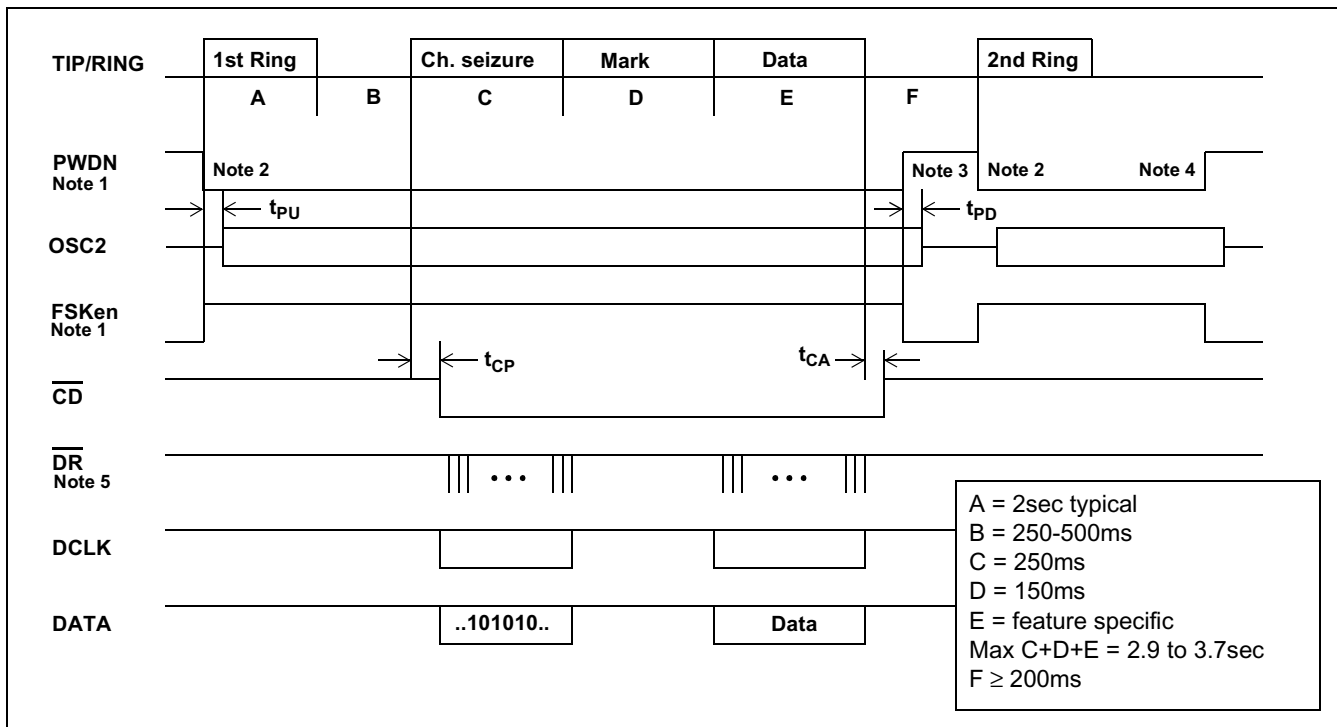 TIP/RING 1st Ring Ch. seizure Mark Data 2nd Ring
A B C D E F
PWDN
Note 1
Note 2 Note 3 Note 2 Note 4
tPU tPD
OSC2
FSKen
Note 1
tCP tCA
CD
DR
Note 5
• • • • • •
DCLK
DATA ..101010.. Data
A = 2sec typical
B = 250-500ms
C = 250ms
D = 150ms
E = feature specific
Max C+D+E = 2.9 to 3.7sec
F ≥ 200ms